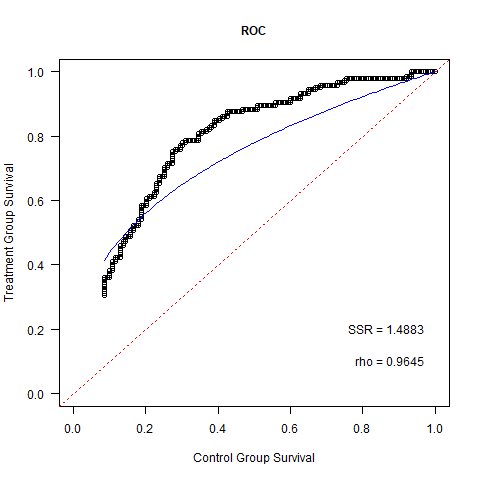 ROC
Treatment Group Survival
1.0
0.8
0.6
0.4
0.2
0.0
SSR = 1.4883
rho = 0.9645
0.0 0.2 0.4 0.6 0.8 1.0
Control Group Survival